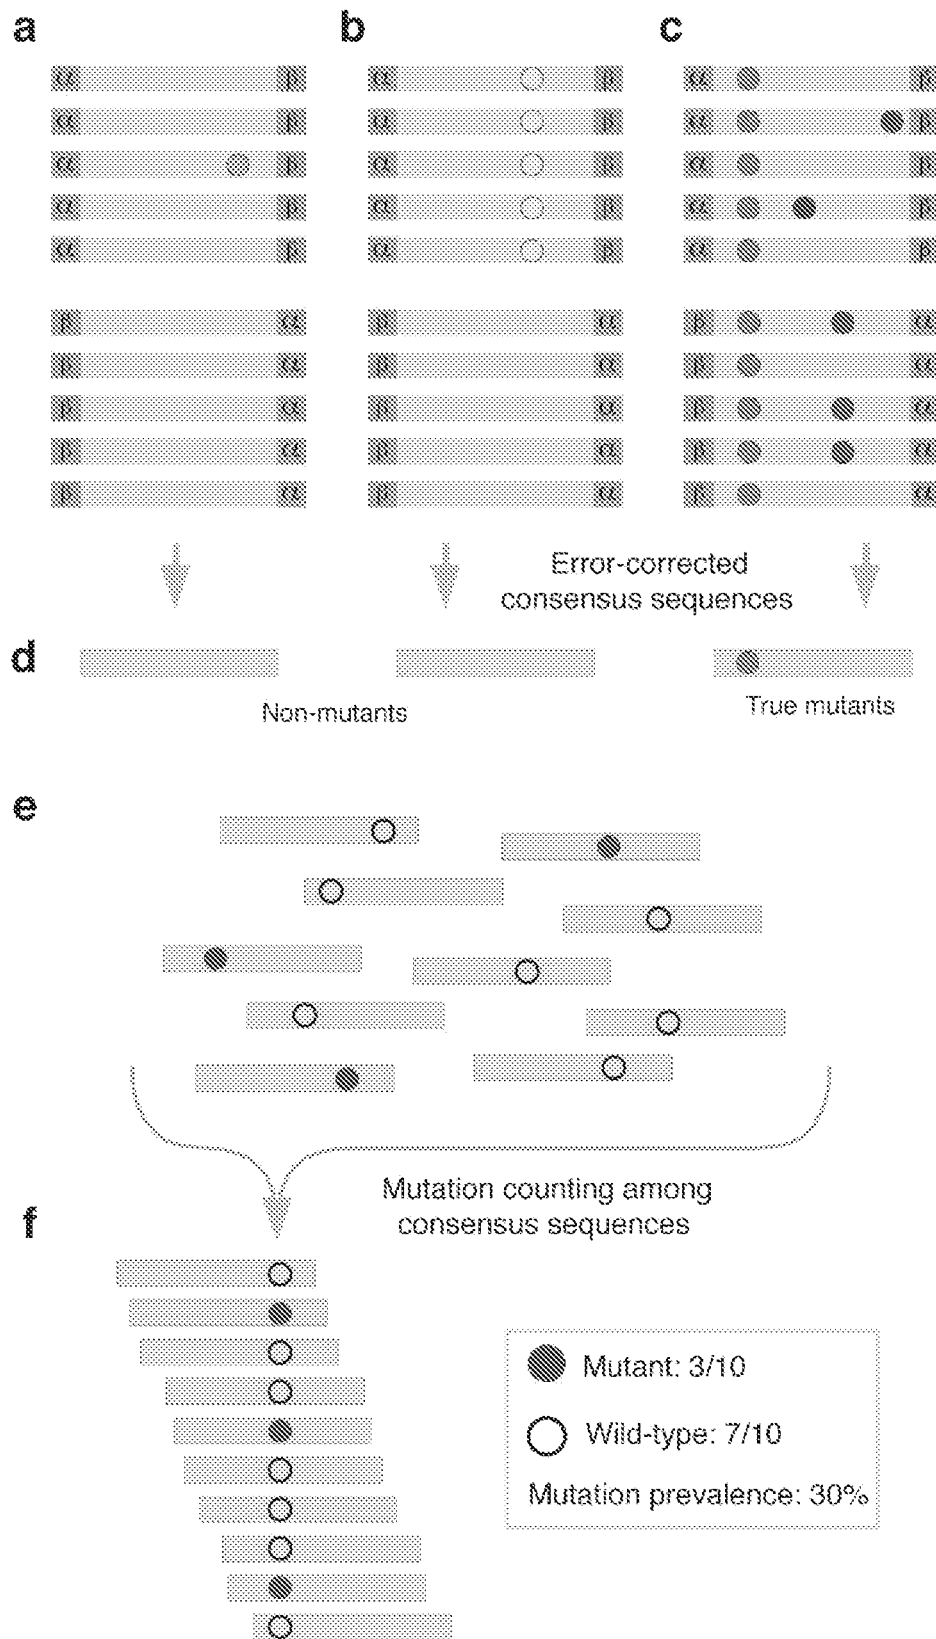 a b c
α β α β α β
α β α β α β
α β α β α β
α β α β α β
α β α β α β
β α β α β α
β α β α β α
β α β α β α
β α β α β α
β α β α β α
Error-corrected
consensus sequences
d
Non-mutants
True mutants
e
Mutation counting among
consensus sequences
f
Mutant: 3/10
Wild-type: 7/10
Mutation prevalence: 30%